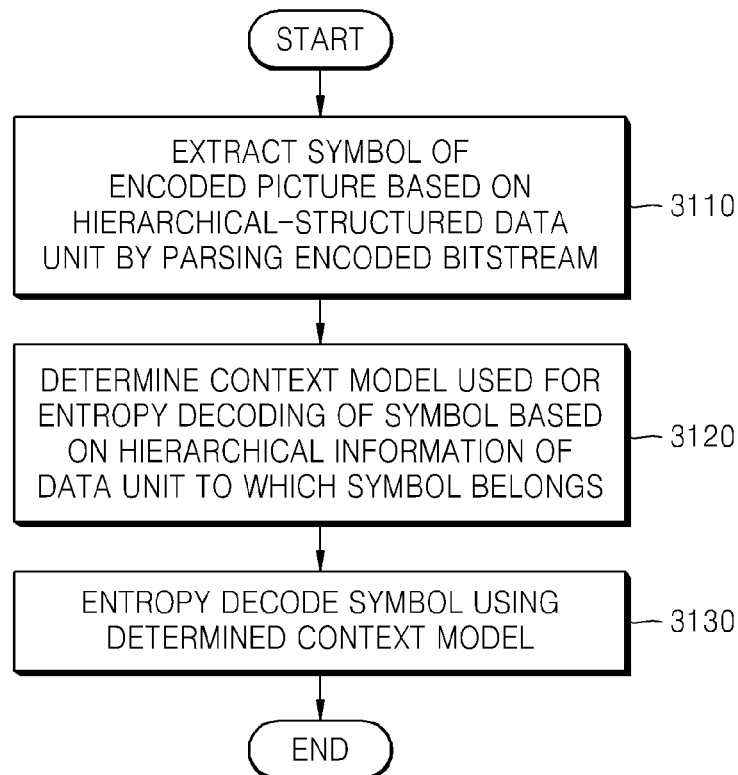 START
EXTRACT SYMBOL OF
ENCODED PICTURE BASED ON
HIERARCHICAL-STRUCTURED DATA
UNIT BY PARSING ENCODED BITSTREAM
3110
DETERMINE CONTEXT MODEL USED FOR
ENTROPY DECODING OF SYMBOL BASED
ON HIERARCHICAL INFORMATION OF
DATA UNIT TO WHICH SYMBOL BELONGS
3120
ENTROPY DECODE SYMBOL USING
DETERMINED CONTEXT MODEL
3130
END